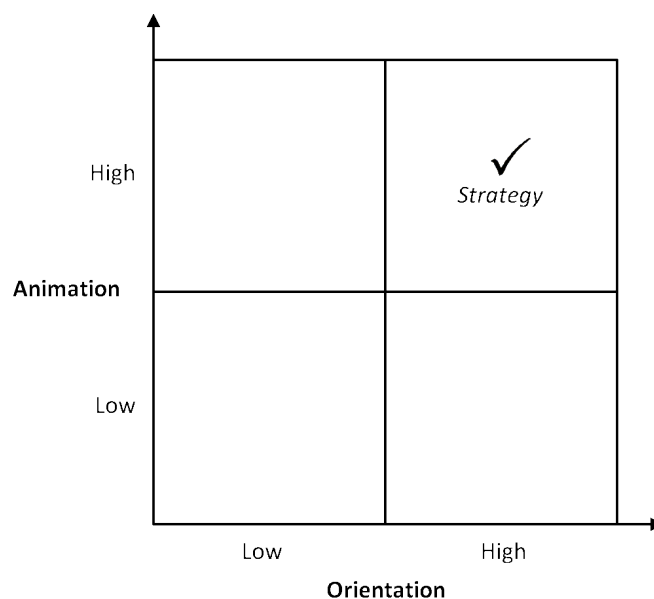 High
Strategy
Animation
Low
Low High
Orientation